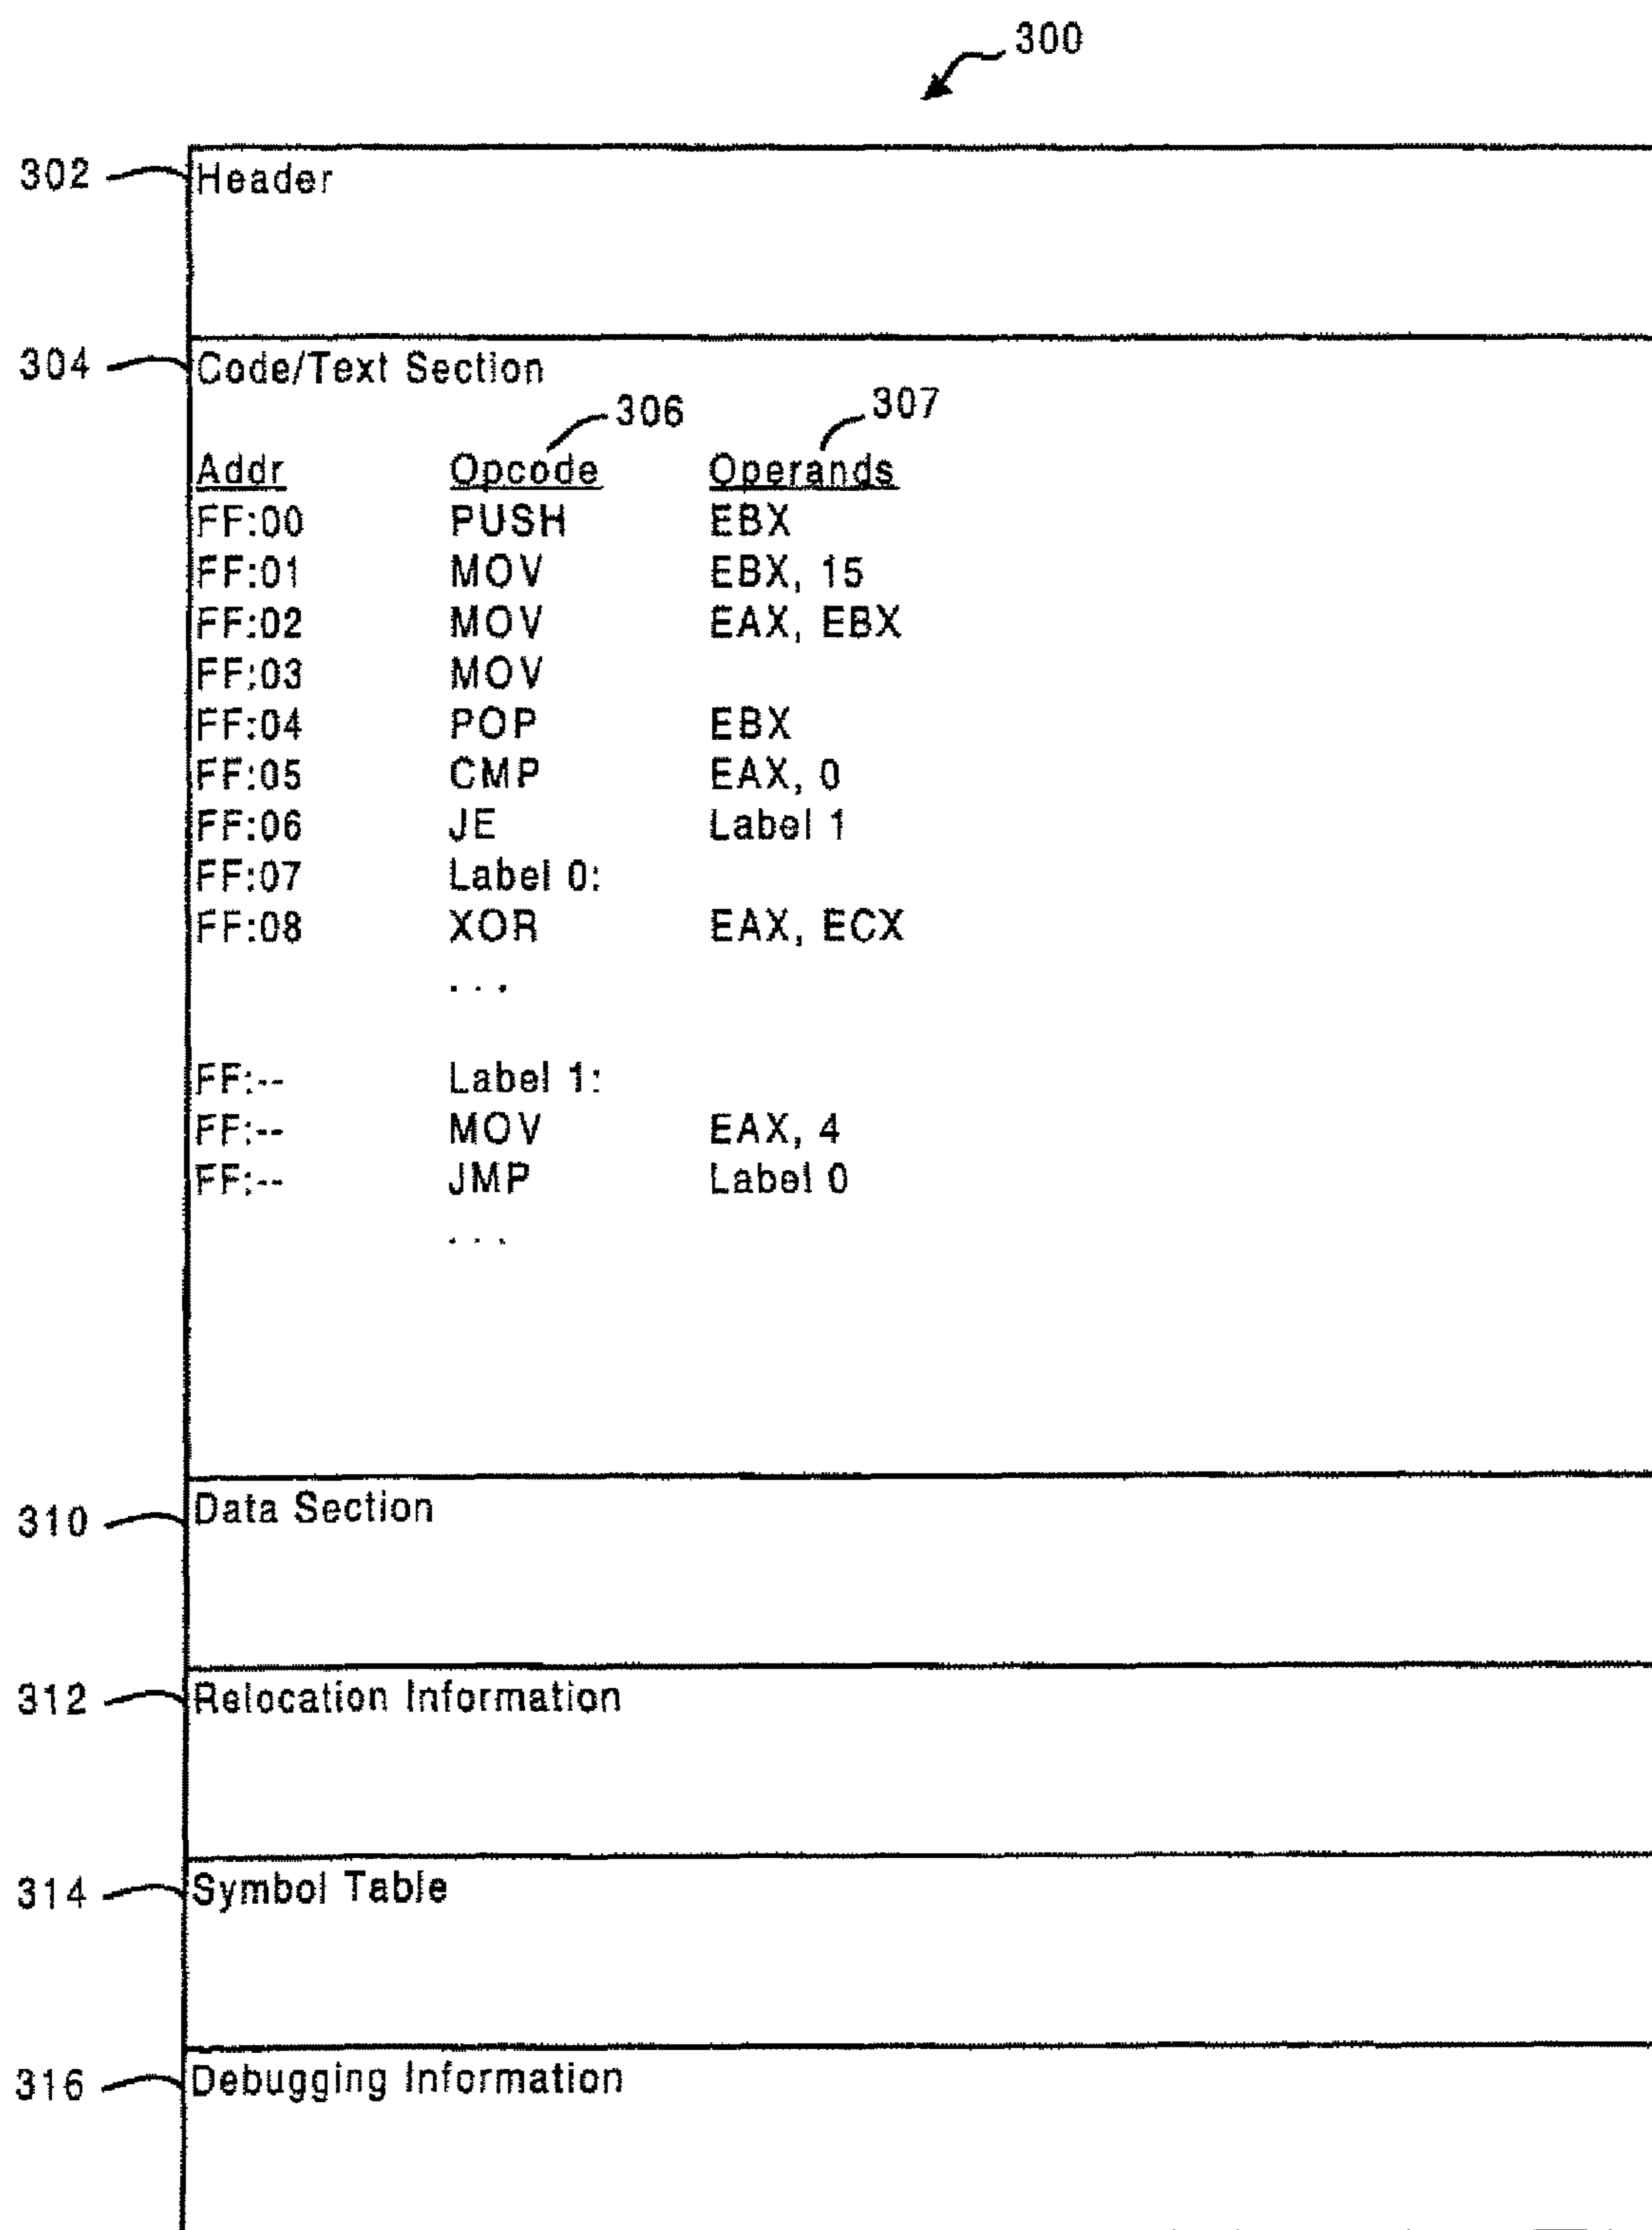 300
302 Header
304 Code/Text Section
306 307
Addr Opcode Operands
FF:00 PUSH EBX
FF:01 MOV EBX, 15
FF:02 MOV EAX, EBX
FF:03 MOV
FF:04 POP EBX
FF:05 CMP EAX, 0
FF:06 JE Label 1
FF:07 Label 0:
FF:08 XOR EAX, ECX
. . .
FF:-- Label 1:
FF:-- MOV EAX, 4
FF:-- JMP Label 0
. . .
310 Data Section
312 Relocation Information
314 Symbol Table
316 Debugging Information